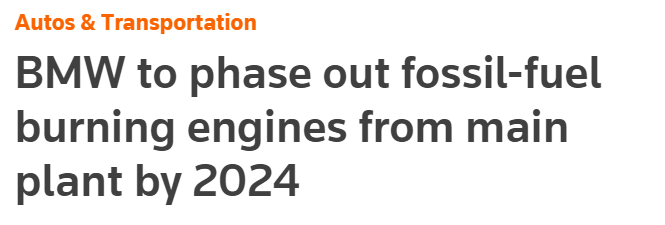 Autos & Transportation
BMW to phase out fossil-fuel
burning engines from main
plant by 2024